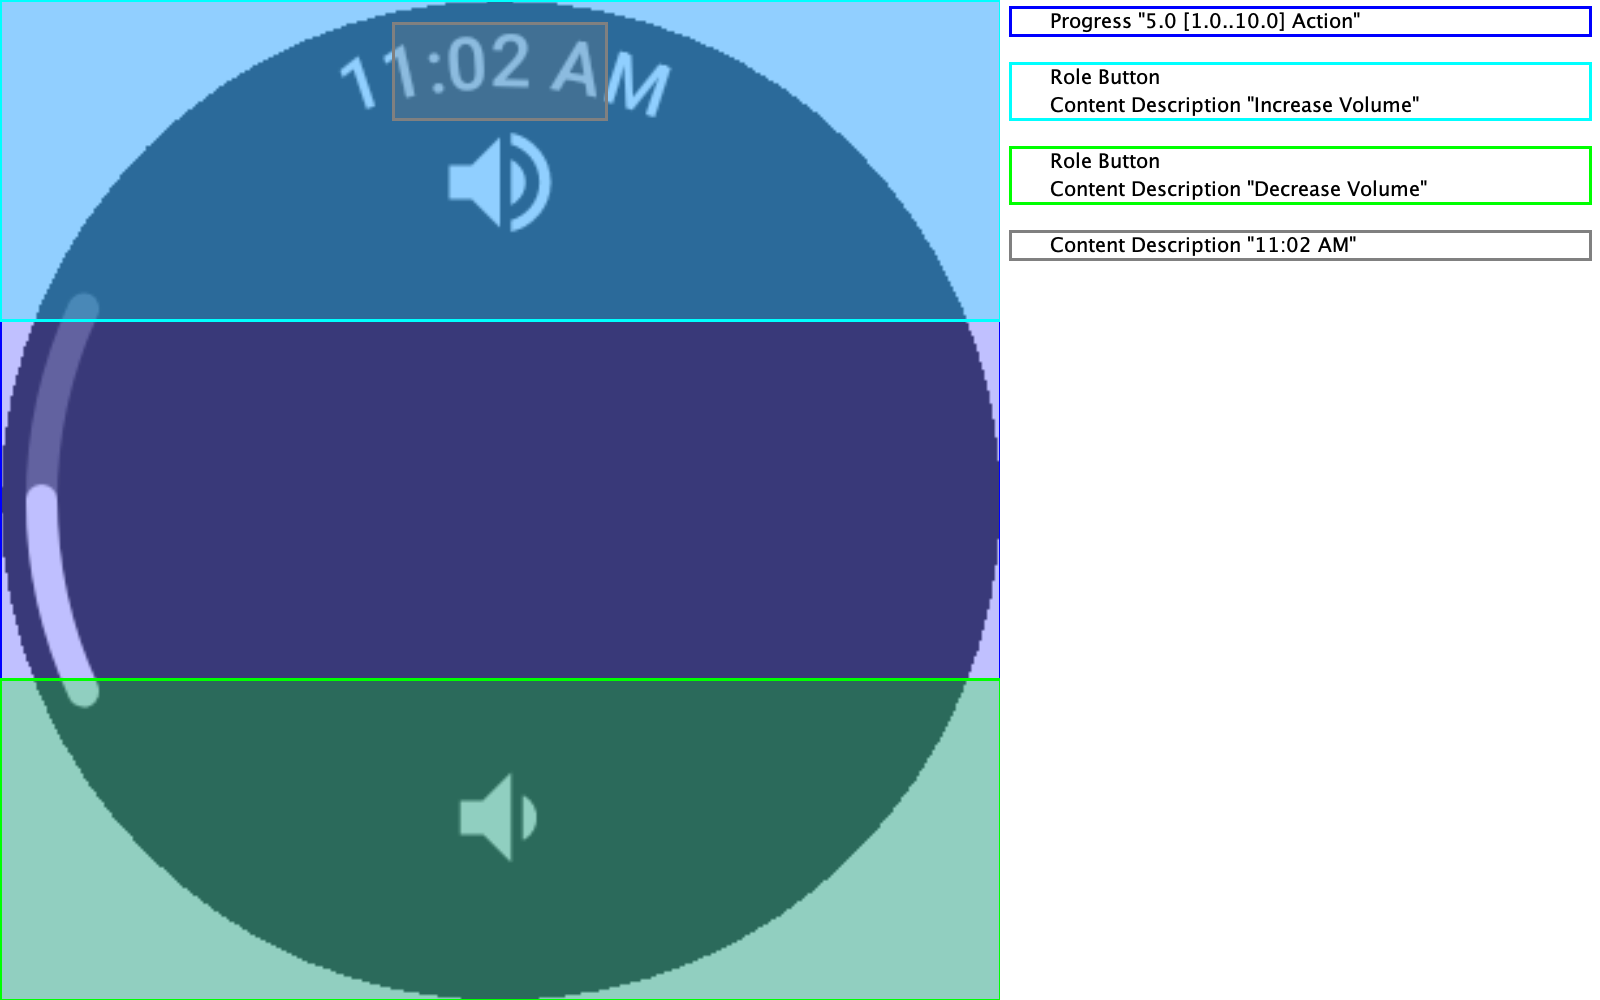 11:02 AM
Progress "5.0 [1.0..10.0] Action"
Role Button
Content Description "Increase Volume"
Role Button
Content Description "Decrease Volume"
Content Description "11:02 AM"